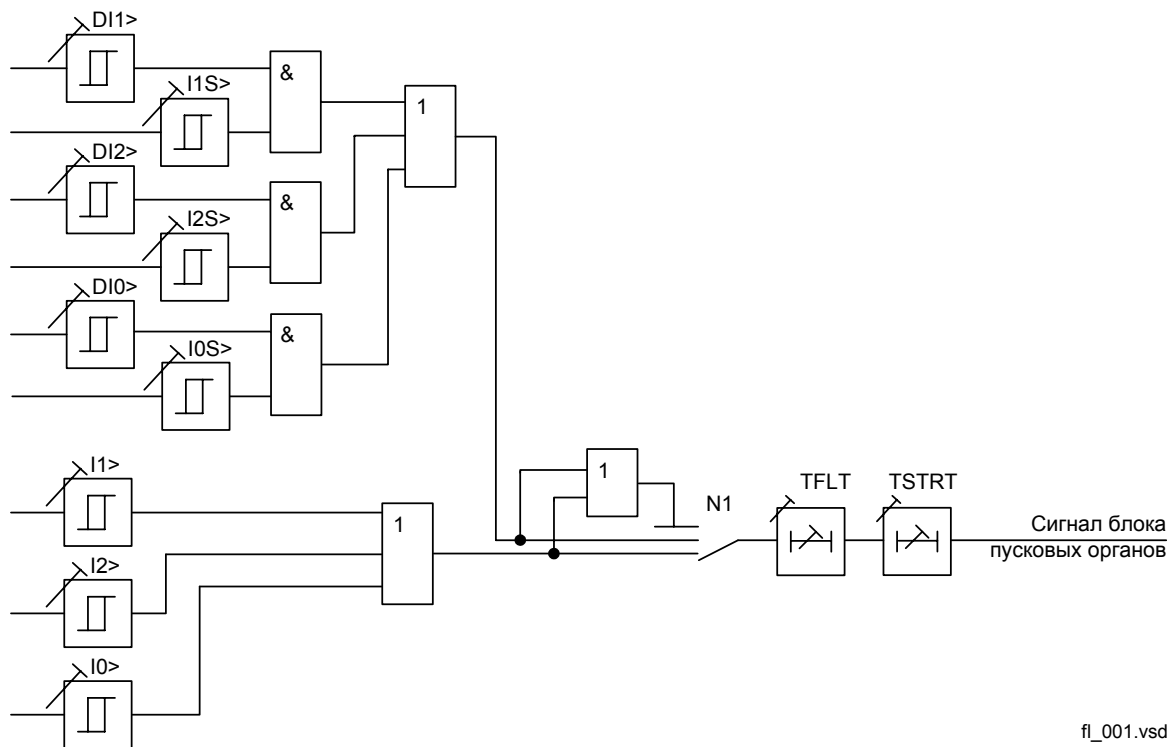 DI1>
&
I1S>
1
DI2>
&
I2S>
DI0>
&
I0S>
I1>
1
1
N1
TFLT
TSTRT
Сигнал блока
пусковых органов
I2>
I0>
fl_001.vsd